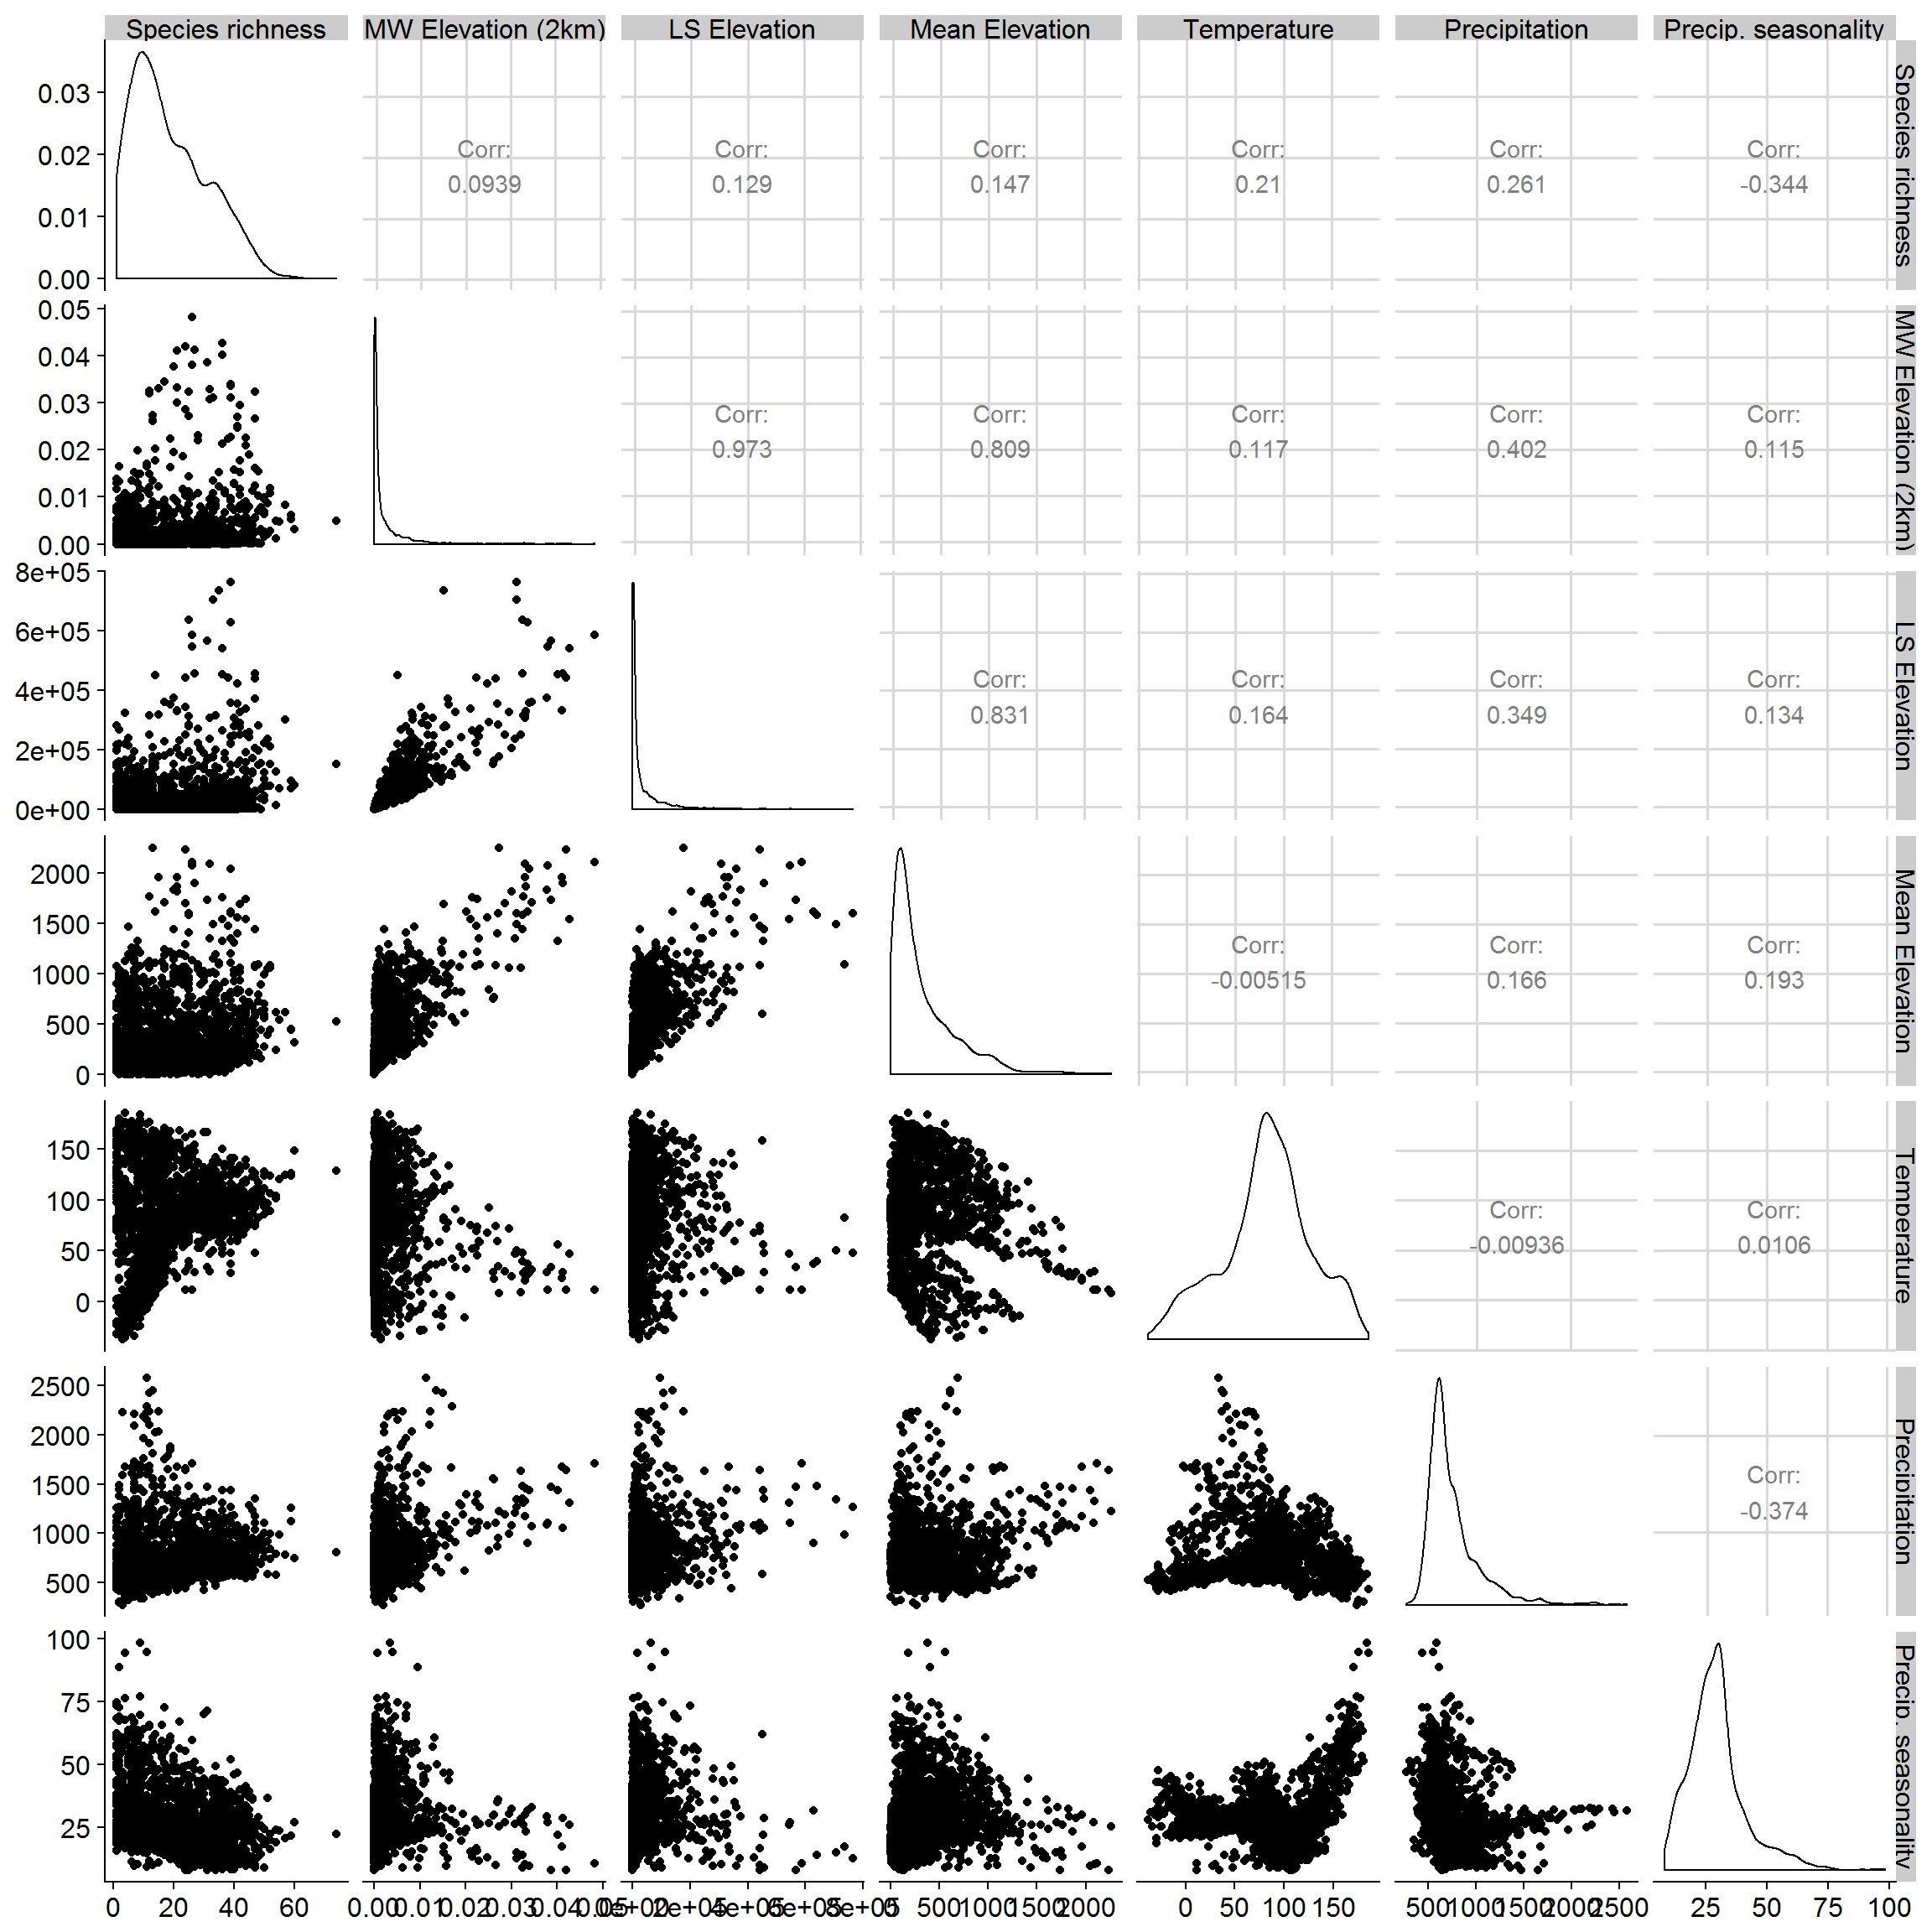 Species richness MW Elevation (2km) LS Elevation Mean Elevation Temperature Precipitation Precip. seasonality
Species richness
0.03
0.02
0.01
0.00
Corr:
0.0939
Corr:
0.129
Corr:
0.147
Corr:
0.21
Corr:
0.261
Corr:
-0.344
MW Elevation (2km)
0.05
0.04
0.03
0.02
0.01
0.00
Corr:
0.973
Corr:
0.809
Corr:
0.117
Corr:
0.402
Corr:
0.115
LS Elevation
8e+05
6e+05
4e+05
2e+05
0e+00
Corr:
0.831
Corr:
0.164
Corr:
0.349
Corr:
0.134
Mean Elevation
2000
1500
1000
500
0
Corr:
-0.00515
Corr:
0.166
Corr:
0.193
Temperature
150
100
50
0
Corr:
-0.00936
Corr:
0.0106
Precipitation
2500
2000
1500
1000
500
Corr:
-0.374
Precip. seasonality
100
75
50
25
0 20 40 60
0.00 0.01 0.02 0.03 0.04 0.05
0e+00 2e+05 4e+05 6e+05 8e+05
0 500 1000 1500 2000
0 50 100 150
500 1000 1500 2000 2500
25 50 75 100